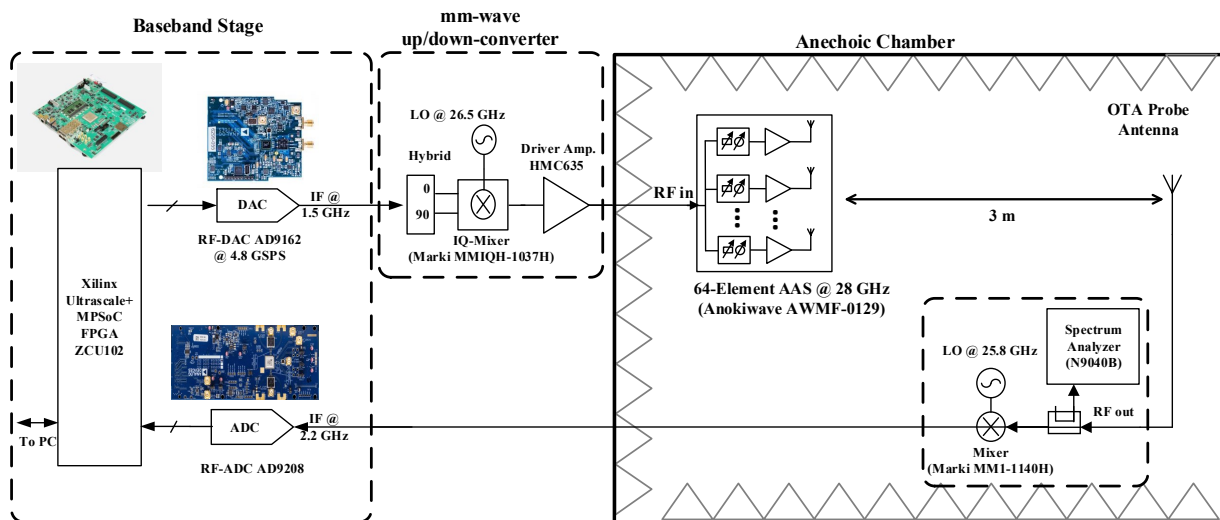 Baseband Stage
mm-wave
up/down-converter
Anechoic Chamber
LO @ 26.5 GHz
Hybrid
0
90
Driver Amp.
HMC635
DAC
IF @
1.5 GHz
RF-DAC AD9162
@ 4.8 GSPS
IQ-Mixer
(Marki MMIQH-1037H)
RF in
64-Element AAS @ 28 GHz
(Anokiwave AWMF-0129)
OTA Probe
Antenna
3 m
Xilinx
Ultrascale+
MPSoC
FPGA
ZCU102
To PC
ADC
IF @
2.2 GHz
RF-ADC AD9208
LO @ 25.8 GHz
Spectrum
Analyzer
(N9040B)
RF out
Mixer
(Marki MM1-1140H)